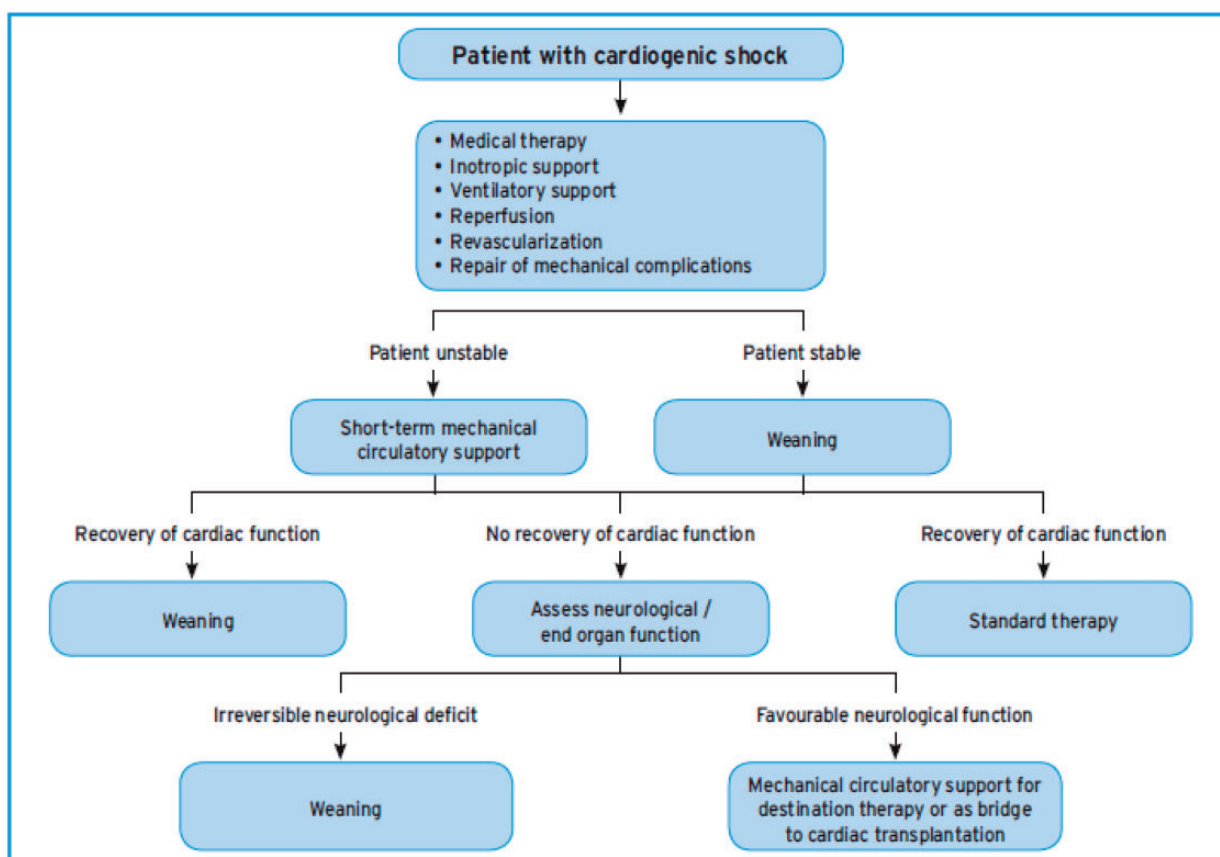 Patient with cardiogenic shock
• Medical therapy
• Inotropic support
• Ventilatory support
• Reperfusion
• Revascularization
• Repair of mechanical complications
Patient unstable
Patient stable
Short-term mechanical
circulatory support
Weaning
Recovery of cardiac function
No recovery of cardiac function
Recovery of cardiac function
Weaning
Assess neurological /
end organ function
Standard therapy
Irreversible neurological deficit
Favourable neurological function
Weaning
Mechanical circulatory support for
destination therapy or as bridge
to cardiac transplantation